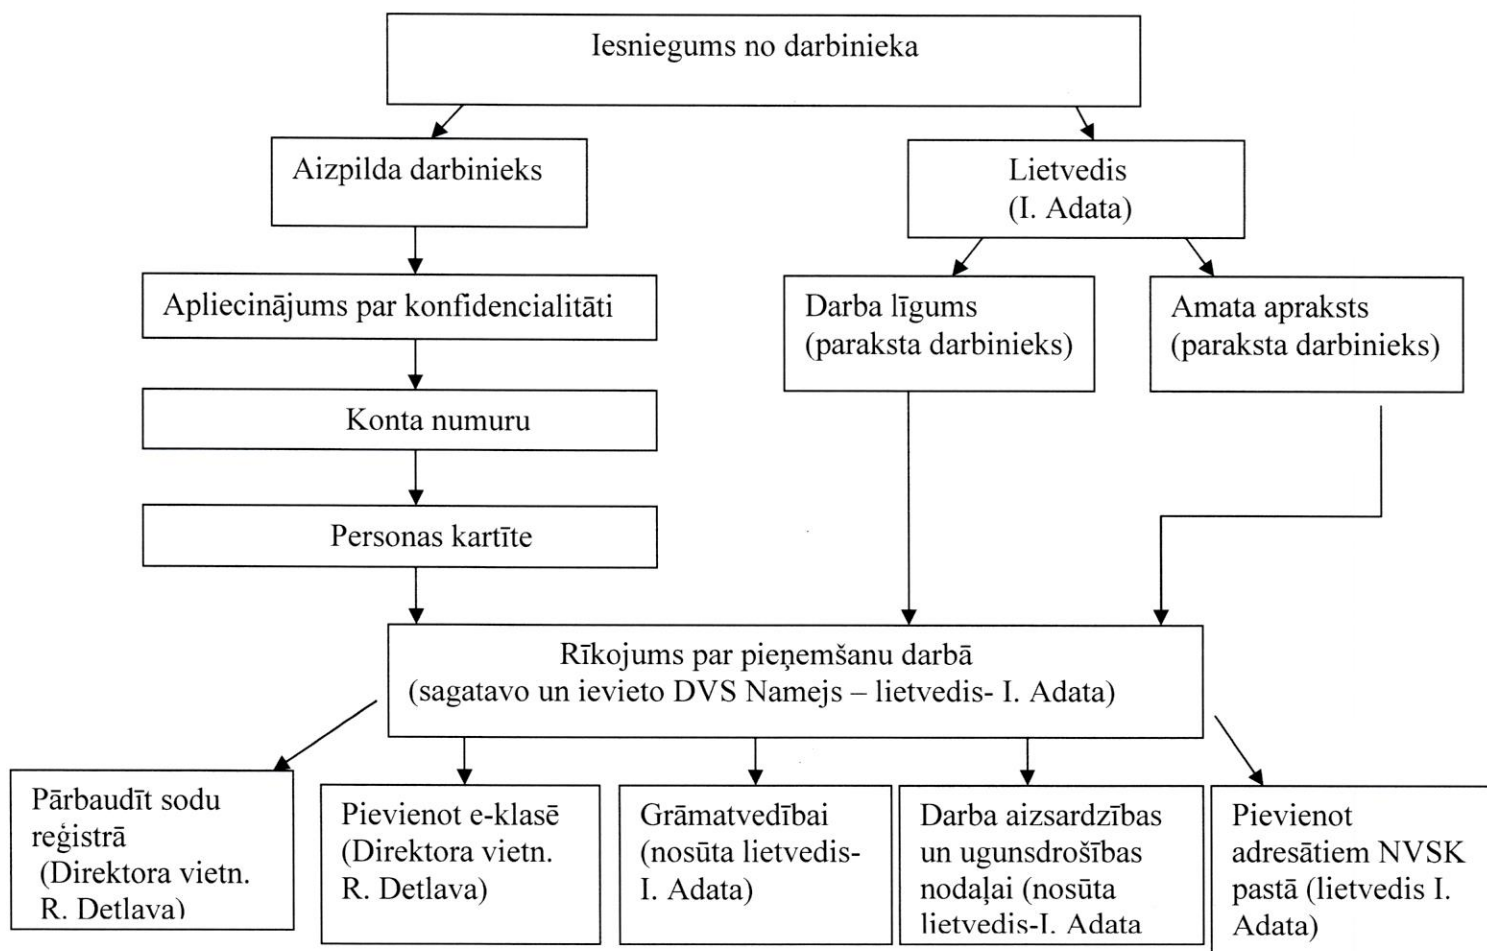 Iesniegums no darbinieka
Aizpilda darbinieks
Lietvedis
(I. Adata)
Apliecinājums par konfidencialitāti
Darba līgums
(paraksta darbinieks)
Amata apraksts
(paraksta darbinieks)
Konta numuru
Personas kartīte
Rīkojums par pieņemšanu darbā
(sagatavo un ievieto DVS Namejs – lietvedis- I. Adata)
Pārbaudīt sodu
reģistrā
(Direktora vietn.
R. Detlava)
Pievienot e-klasē
(Direktora vietn.
R. Detlava)
Grāmatvedībai
(nosūta lietvedis-
I. Adata)
Darba aizsardzības
un ugunsdrošības
nodaļai (nosūta
lietvedis-I. Adata
Pievienot
adresātiem NVSK
pastā (lietvedis I.
Adata)